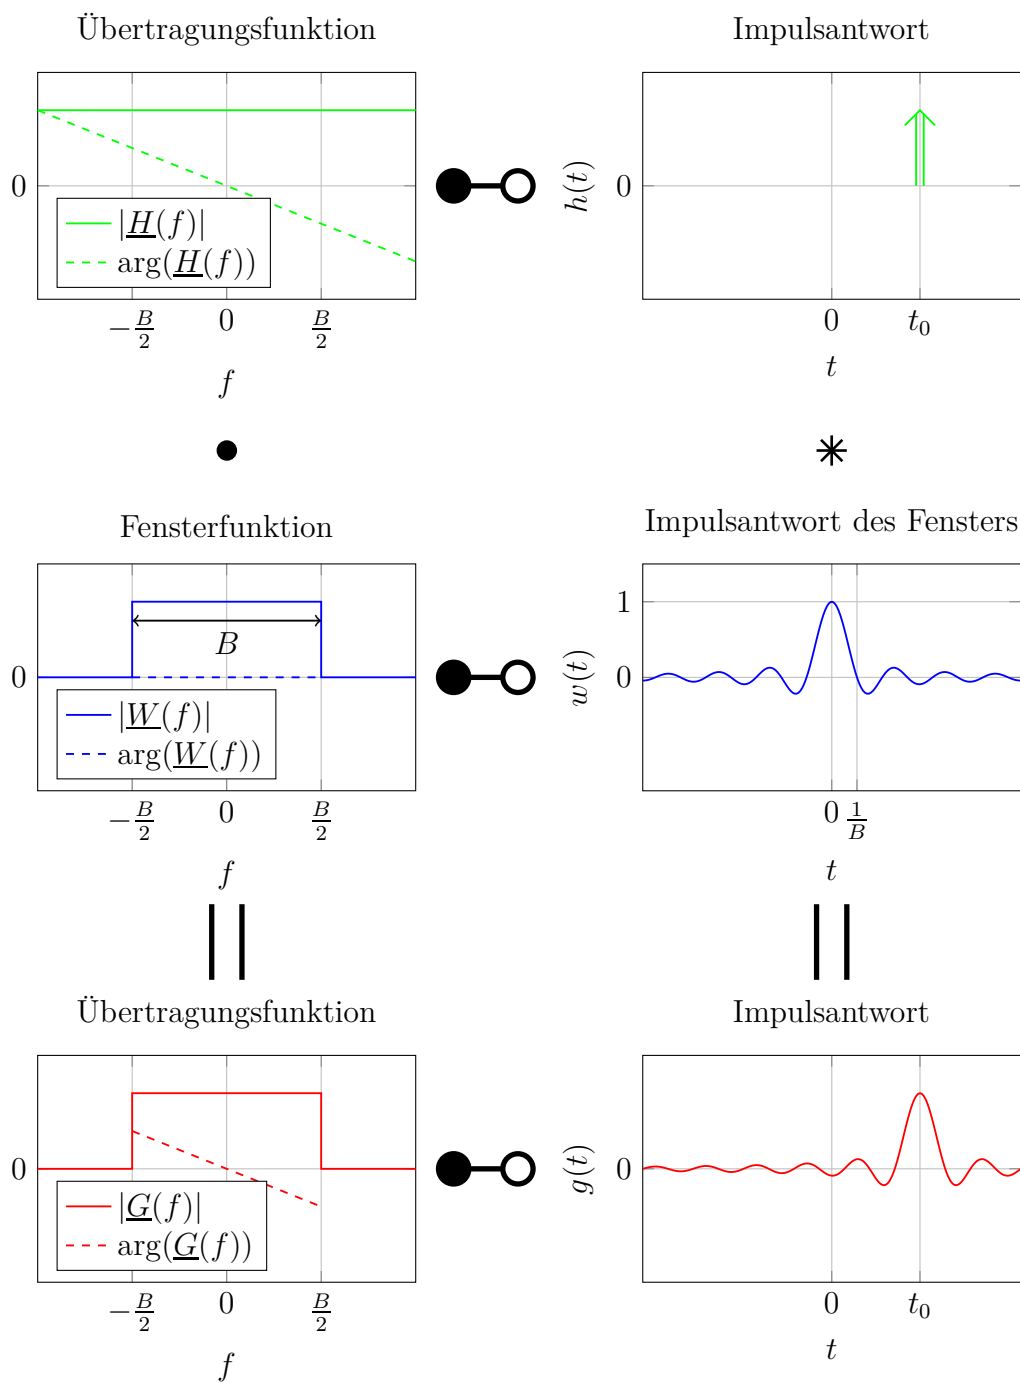 Übertragungsfunktion
0
|H(f)|
arg(H(f))
−B/2 0 B/2
f
Impulsantwort
h(t)
0
0 t₀
t
•
*
Fensterfunktion
0
B
|W(f)|
arg(W(f))
−B/2 0 B/2
f
Impulsantwort des Fensters
w(t)
1
0
0 1/B
t
Übertragungsfunktion
0
|G(f)|
arg(G(f))
−B/2 0 B/2
f
Impulsantwort
g(t)
0
0 t₀
t